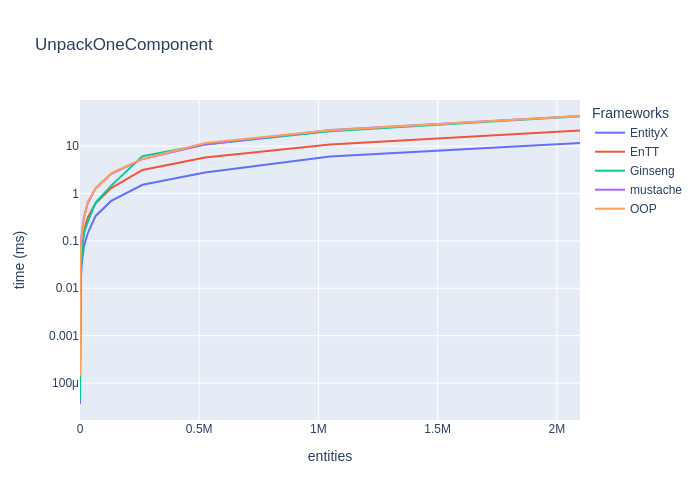 UnpackOneComponent
Frameworks
EntityX
EnTT
Ginseng
mustache
OOP
time (ms)
10
1
0.1
0.01
0.001
100μ
0
0.5M
1M
1.5M
2M
entities